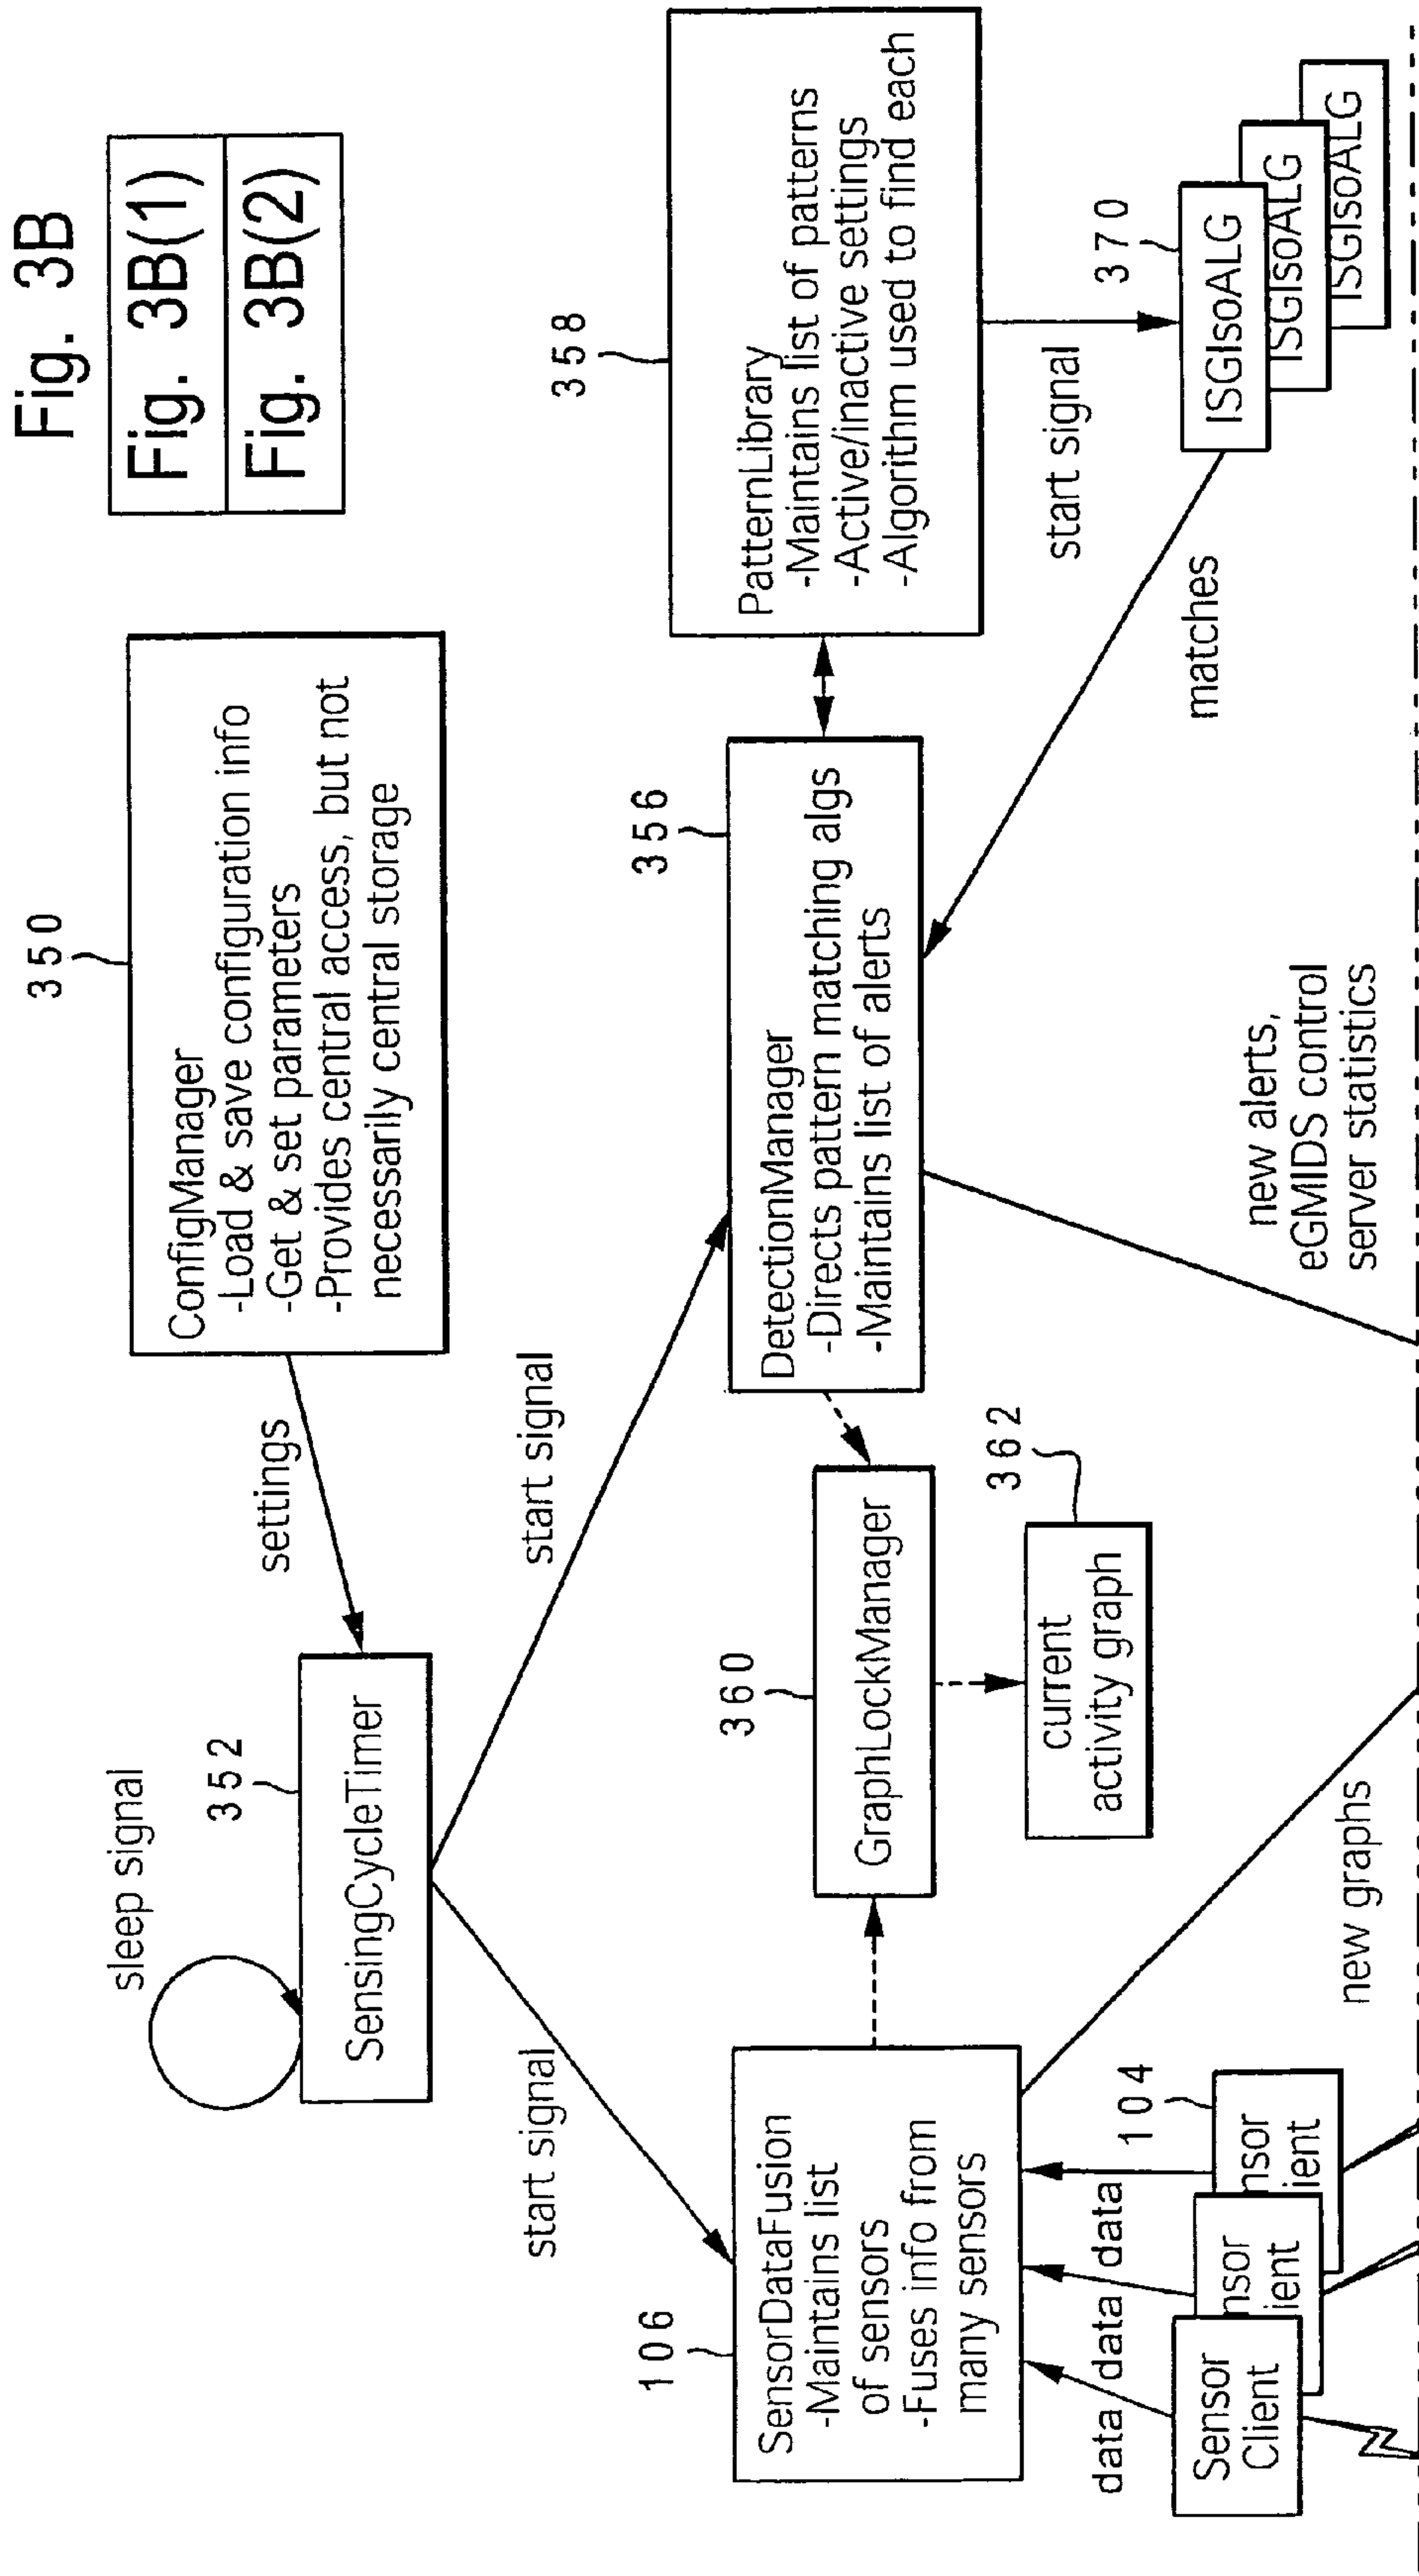 Fig. 3B
Fig. 3B(1)
Fig. 3B(2)
350
ConfigManager
-Load & save configuration info
-Get & set parameters
-Provides central access, but not
necessarily central storage
sleep signal
352
settings
SensingCycleTimer
start signal
start signal
106
SensorDataFusion
-Maintains list
of sensors
-Fuses info from
many sensors
360
GraphLockManager
362
current
activity graph
356
DetectionManager
-Directs pattern matching algs
-Maintains list of alerts
358
PatternLibrary
-Maintains list of patterns
-Active/inactive settings
-Algorithm used to find each
start signal
370
ISGIsoALG
ISGIsoALG
ISGIsoALG
matches
data data data
104
Sensor
Client
nsor
ient
nsor
ient
new graphs
new alerts,
eGMIDS control
server statistics